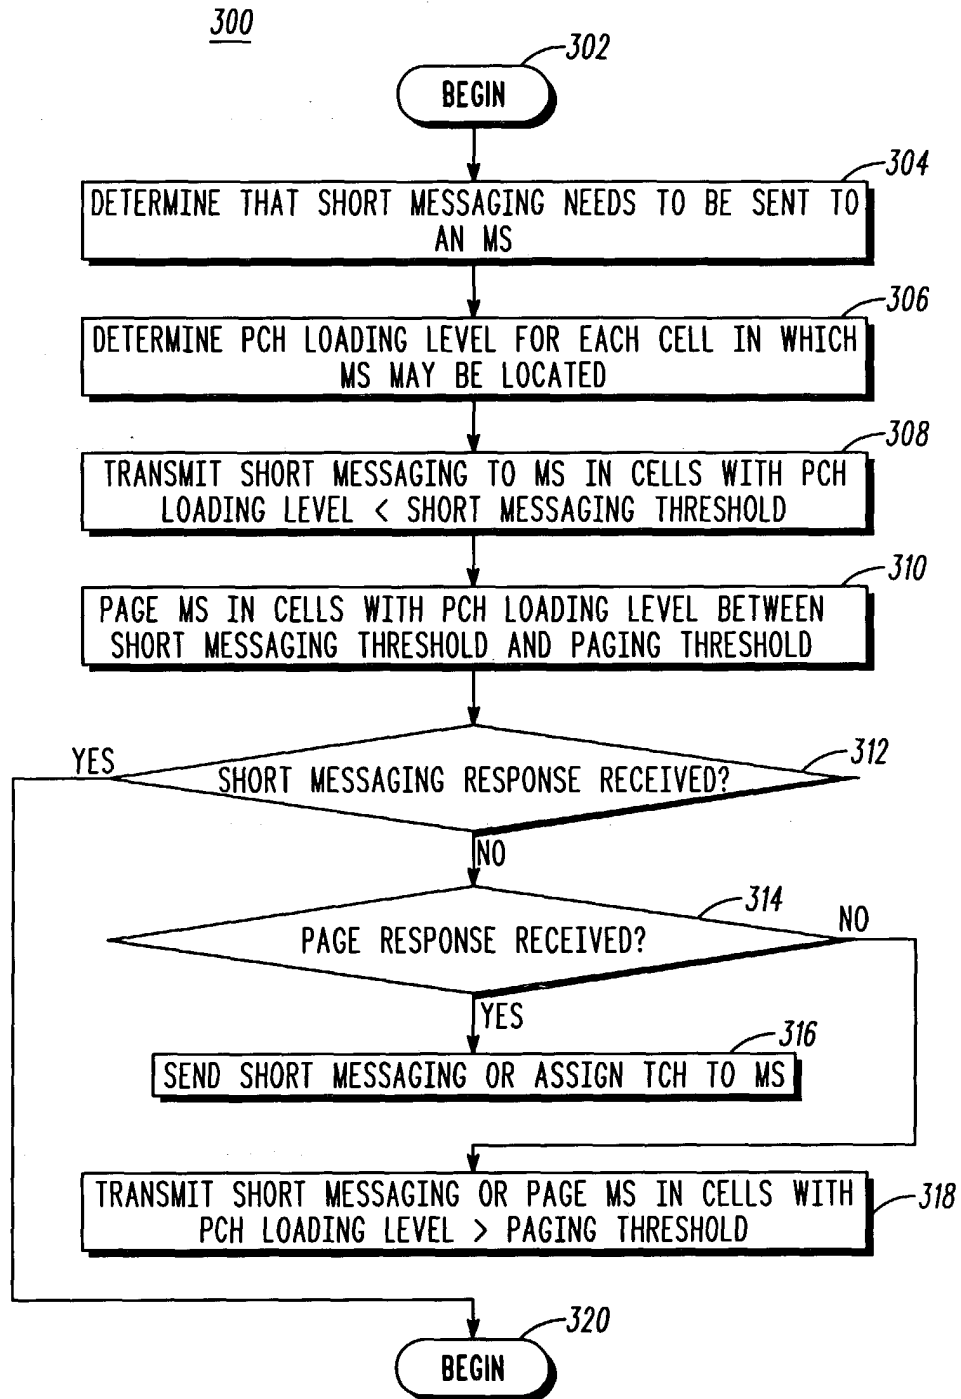 300
302
BEGIN
304
DETERMINE THAT SHORT MESSAGING NEEDS TO BE SENT TO
AN MS
306
DETERMINE PCH LOADING LEVEL FOR EACH CELL IN WHICH
MS MAY BE LOCATED
308
TRANSMIT SHORT MESSAGING TO MS IN CELLS WITH PCH
LOADING LEVEL < SHORT MESSAGING THRESHOLD
310
PAGE MS IN CELLS WITH PCH LOADING LEVEL BETWEEN
SHORT MESSAGING THRESHOLD AND PAGING THRESHOLD
YES
312
SHORT MESSAGING RESPONSE RECEIVED?
NO
314
NO
PAGE RESPONSE RECEIVED?
YES
316
SEND SHORT MESSAGING OR ASSIGN TCH TO MS
TRANSMIT SHORT MESSAGING OR PAGE MS IN CELLS WITH
PCH LOADING LEVEL > PAGING THRESHOLD
318
320
BEGIN